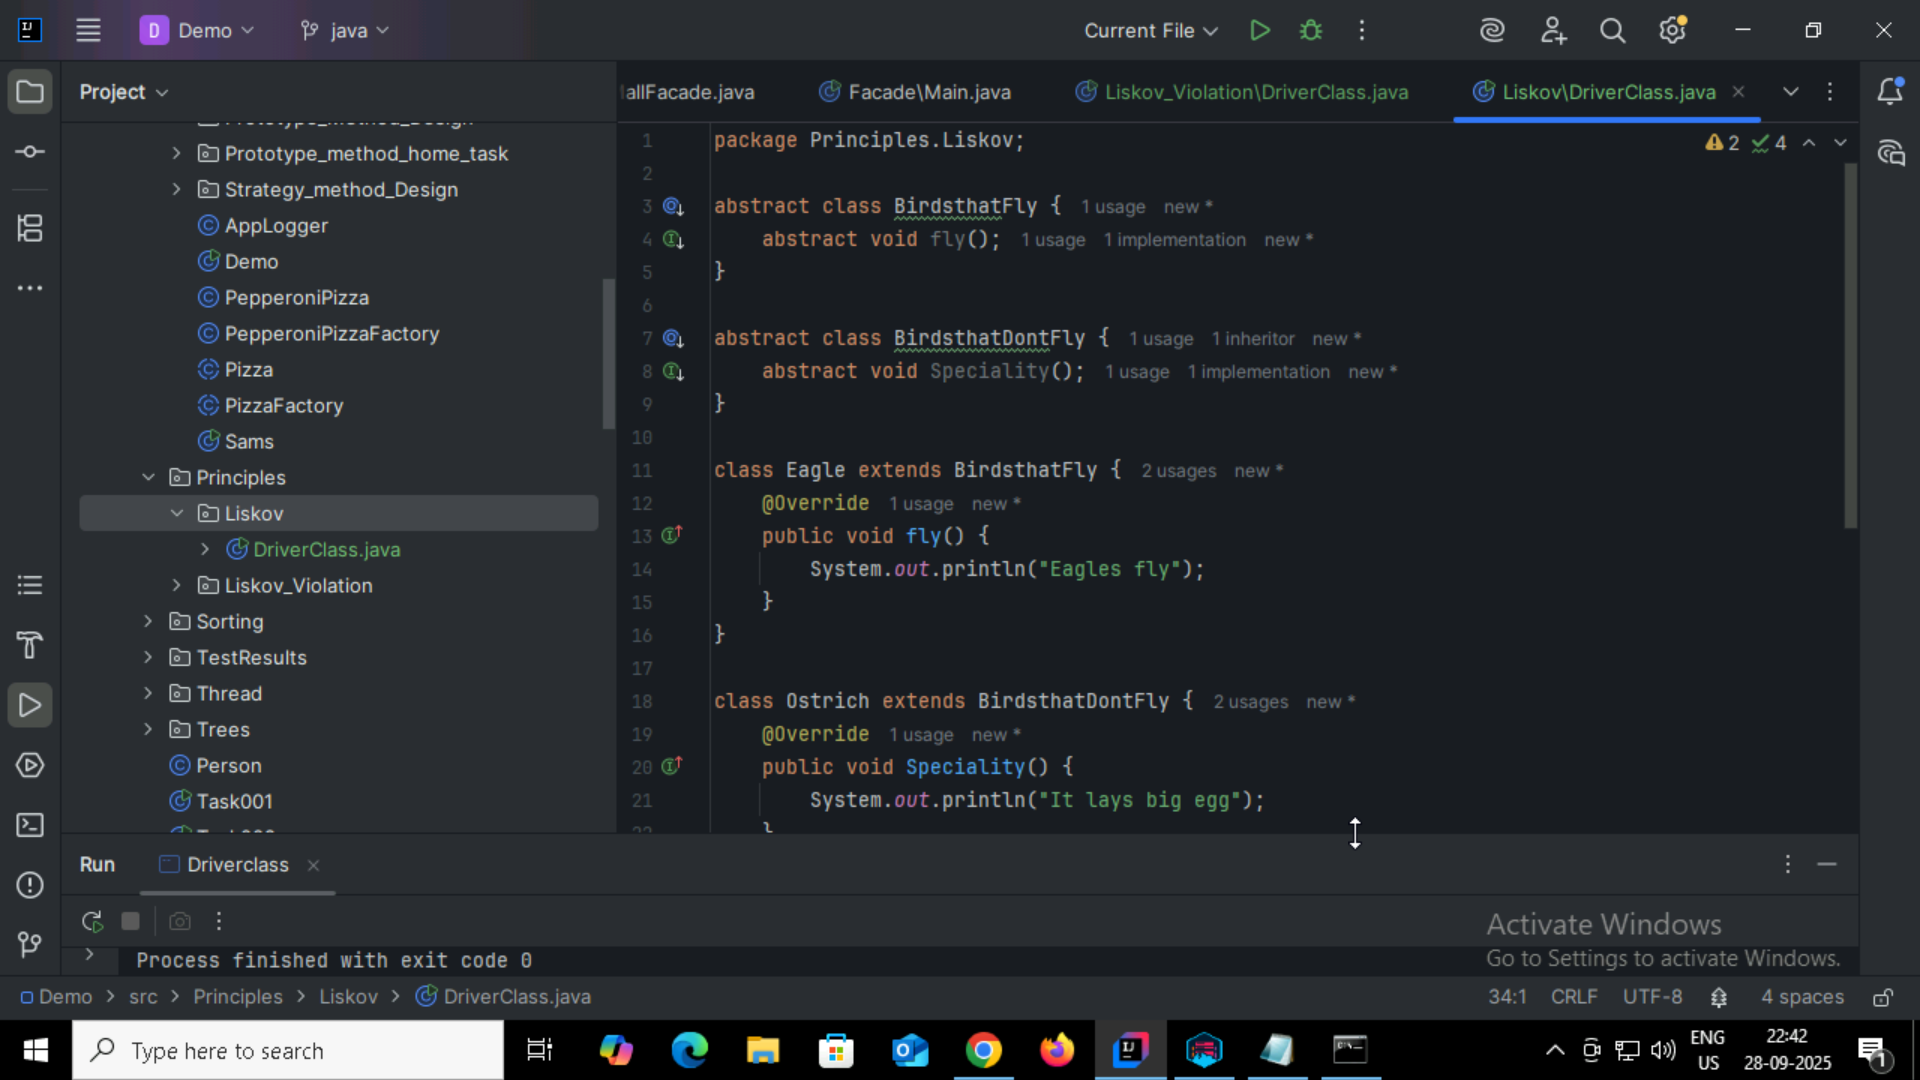 D Demo
java
Current File
Project
allFacade.java
Facade\Main.java
Liskov_Violation\DriverClass.java
Liskov\DriverClass.java
Prototype_method_home_task
Strategy_method_Design
AppLogger
Demo
PepperoniPizza
PepperoniPizzaFactory
Pizza
PizzaFactory
Sams
Principles
Liskov
DriverClass.java
Liskov_Violation
Sorting
TestResults
Thread
Trees
Person
Task001
2 4
1 package Principles.Liskov;
2
3 abstract class BirdsthatFly { 1 usage new *
4 abstract void fly(); 1 usage 1 implementation new *
5 }
6
7 abstract class BirdsthatDontFly { 1 usage 1 inheritor new *
8 abstract void Speciality(); 1 usage 1 implementation new *
9 }
10
11 class Eagle extends BirdsthatFly { 2 usages new *
12 @Override 1 usage new *
13 public void fly() {
14 System.out.println("Eagles fly");
15 }
16 }
17
18 class Ostrich extends BirdsthatDontFly { 2 usages new *
19 @Override 1 usage new *
20 public void Speciality() {
21 System.out.println("It lays big egg");
22 }
Run
Driverclass
Process finished with exit code 0
Activate Windows
Go to Settings to activate Windows.
Demo > src > Principles > Liskov > DriverClass.java
34:1 CRLF UTF-8 4 spaces
Type here to search
ENG
US
22:42
28-09-2025
1